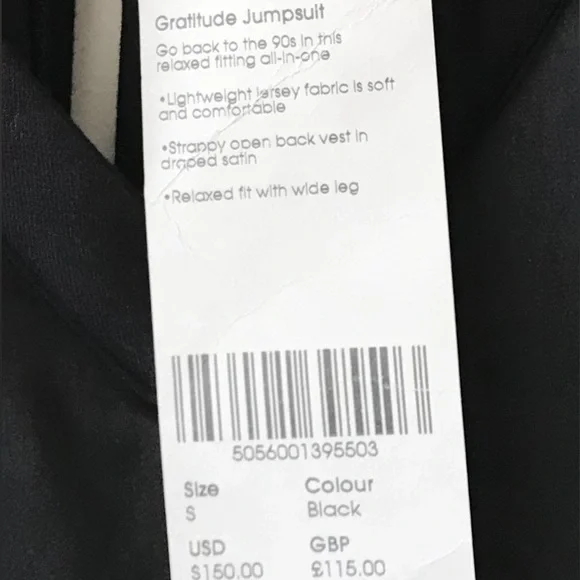 Gratitude Jumpsuit
Go back to the 90s in this
relaxed fitting all-in-one
•Lightweight jersey fabric is soft
and comfortable
•Strappy open back vest in
draped satin
•Relaxed fit with wide leg
5056001395503
Size Colour
S Black
USD GBP
$150.00 £115.00